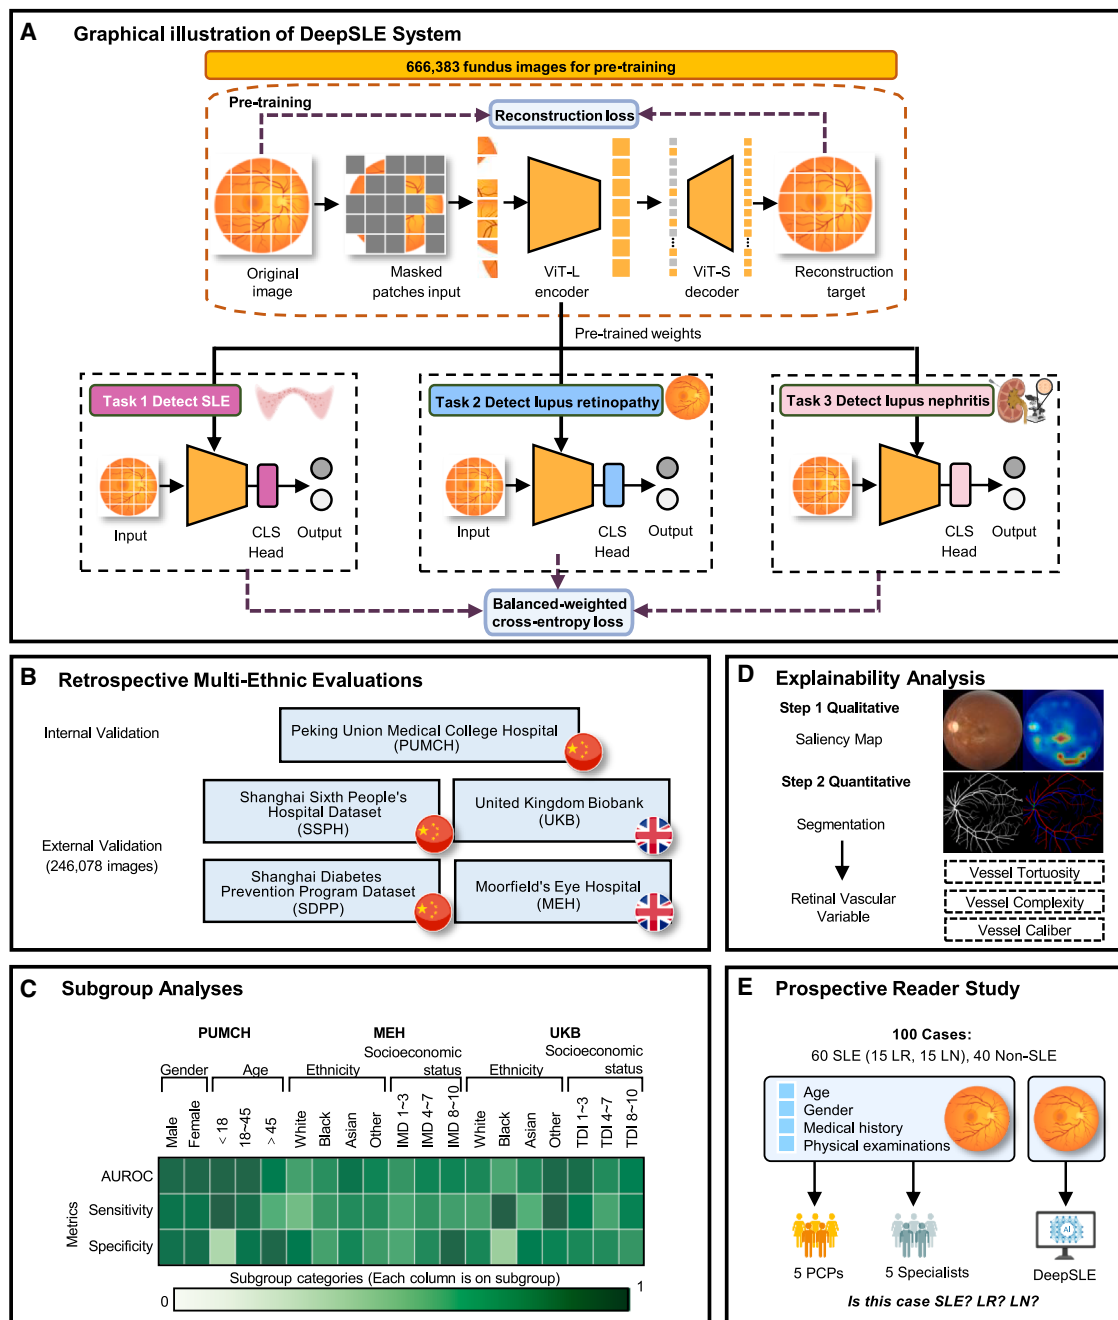 A Graphical illustration of DeepSLE System
666,383 fundus images for pre-training
Pre-training
Reconstruction loss
Original
image
Masked
patches input
ViT-L
encoder
ViT-S
decoder
Reconstruction
target
Pre-trained weights
Task 1 Detect SLE
Input
CLS
Head
Output
Task 2 Detect lupus retinopathy
Input
CLS
Head
Output
Task 3 Detect lupus nephritis
Input
CLS
Head
Output
Balanced-weighted
cross-entropy loss
B Retrospective Multi-Ethnic Evaluations
Internal Validation
Peking Union Medical College Hospital
(PUMCH)
External Validation
(246,078 images)
Shanghai Sixth People's
Hospital Dataset
(SSPH)
United Kingdom Biobank
(UKB)
Shanghai Diabetes
Prevention Program Dataset
(SDPP)
Moorfield's Eye Hospital
(MEH)
C Subgroup Analyses
PUMCH
MEH
UKB
Gender
Age
Ethnicity
Socioeconomic
status
Ethnicity
Socioeconomic
status
Male
Female
< 18
18~45
> 45
White
Black
Asian
Other
IMD 1~3
IMD 4~7
IMD 8~10
White
Black
Asian
Other
TDI 1~3
TDI 4~7
TDI 8~10
Metrics
AUROC
Sensitivity
Specificity
Subgroup categories (Each column is on subgroup)
0
1
D Explainability Analysis
Step 1 Qualitative
Saliency Map
Step 2 Quantitative
Segmentation
Retinal Vascular
Variable
Vessel Tortuosity
Vessel Complexity
Vessel Caliber
E Prospective Reader Study
100 Cases:
60 SLE (15 LR, 15 LN), 40 Non-SLE
Age
Gender
Medical history
Physical examinations
AI
5 PCPs
5 Specialists
DeepSLE
Is this case SLE? LR? LN?